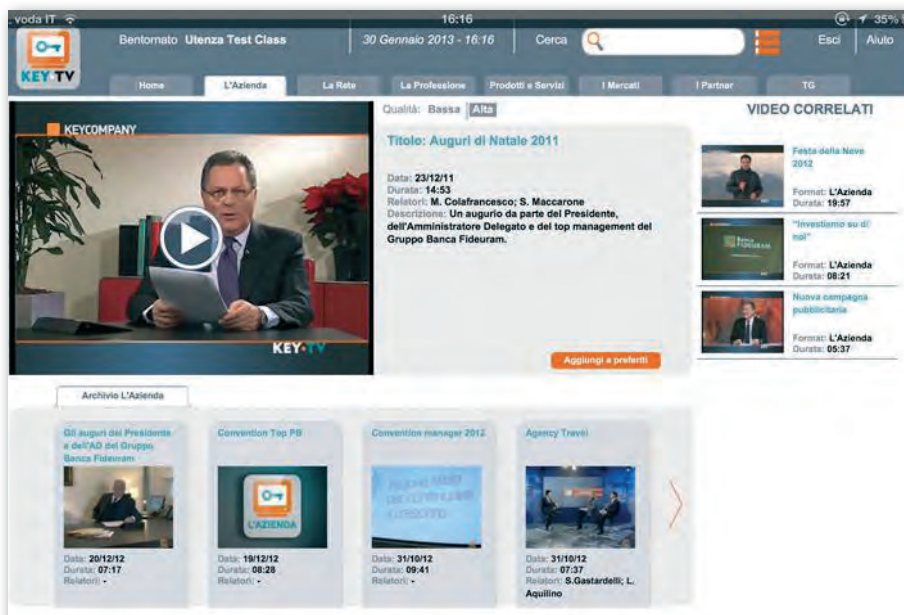 voda IT 16:16 35%
KEY TV
Bentornato Utenza Test Class
30 Gennaio 2013 - 16:16
Cerca
Esci
Aiuto
Home
L'Azienda
La Rete
La Professione
Prodotti e Servizi
I Mercati
I Partner
TG
KEYCOMPANY
KEY TV
Qualità: Bassa Alta
Titolo: Auguri di Natale 2011
Data: 23/12/11
Durata: 14:53
Relatori: M. Colafrancesco; S. Maccarone
Descrizione: Un augurio da parte del Presidente,
dell'Amministratore Delegato e del top management del
Gruppo Banca Fideuram.
Aggiungi a preferiti
VIDEO CORRELATI
Festa della Neve
2012
Format: L'Azienda
Durata: 19:57
Banca
FIDEURAM
"Investiamo su di
noi"
Format: L'Azienda
Durata: 08:21
Nuova campagna
pubblicitaria
Format: L'Azienda
Durata: 05:37
Archivio L'Azienda
Gli auguri del Presidente
e dell'AD del Gruppo
Banca Fideuram
Data: 20/12/12
Durata: 07:17
Relatori: -
Convention Top PB
L'AZIENDA
Data: 19/12/12
Durata: 08:28
Relatori: -
Convention manager 2012
Data: 31/10/12
Durata: 09:41
Relatori: -
Agency Travel
Data: 31/10/12
Durata: 07:37
Relatori: S.Gastardelli; L.
Aquilino